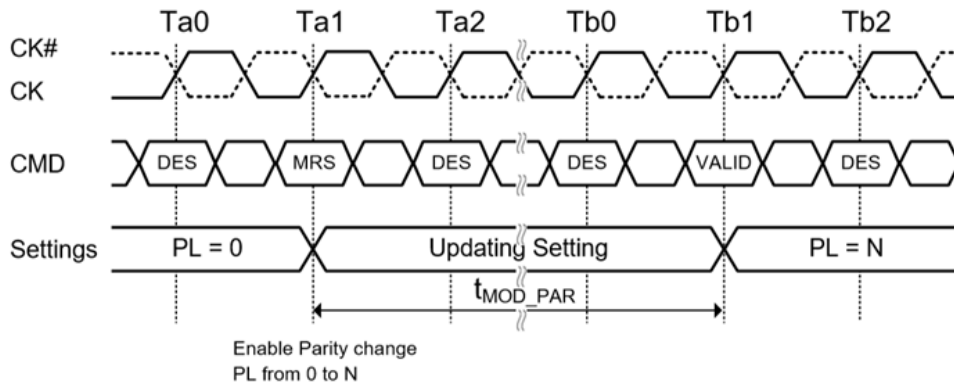 Ta0 Ta1 Ta2 Tb0 Tb1 Tb2
CK#
CK
CMD DES MRS DES DES VALID DES
Settings PL = 0 Updating Setting PL = N
tMOD_PAR
Enable Parity change
PL from 0 to N